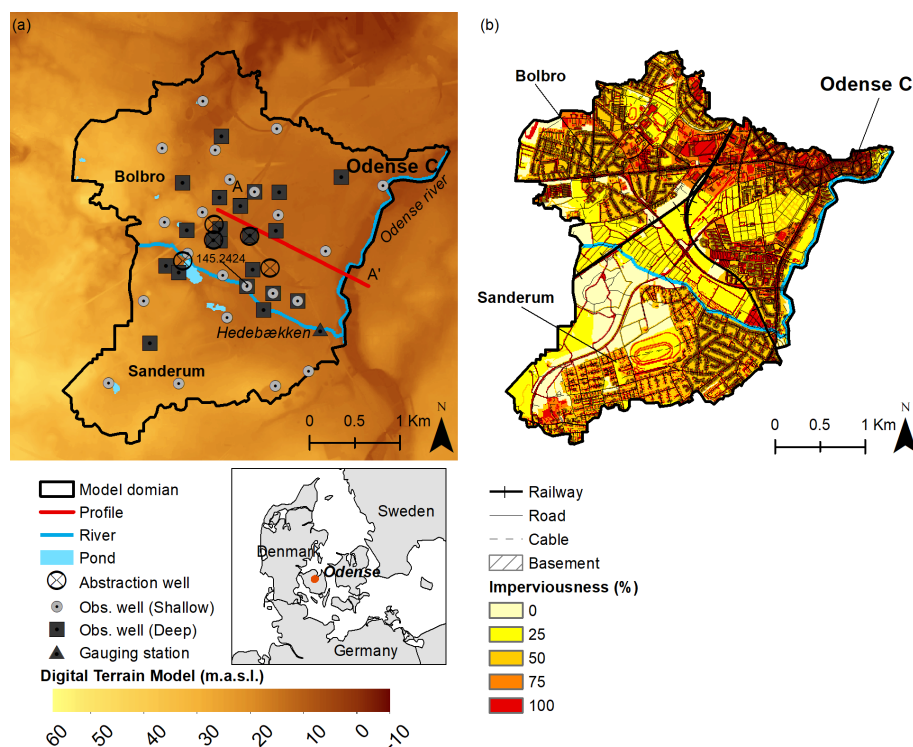 (a)
Bolbro
A
Odense C
Odense river
145.2424
A'
Hedebækken
Sanderum
0 0.5 1 Km
N
(b)
Bolbro
Odense C
Sanderum
0 0.5 1 Km
N
Model domian
Profile
River
Pond
Abstraction well
Obs. well (Shallow)
Obs. well (Deep)
Gauging station
Digital Terrain Model (m.a.s.l.)
60 50 40 30 20 10 0 -10
Sweden
Denmark
Odense
Germany
Railway
Road
Cable
Basement
Imperviousness (%)
0
25
50
75
100